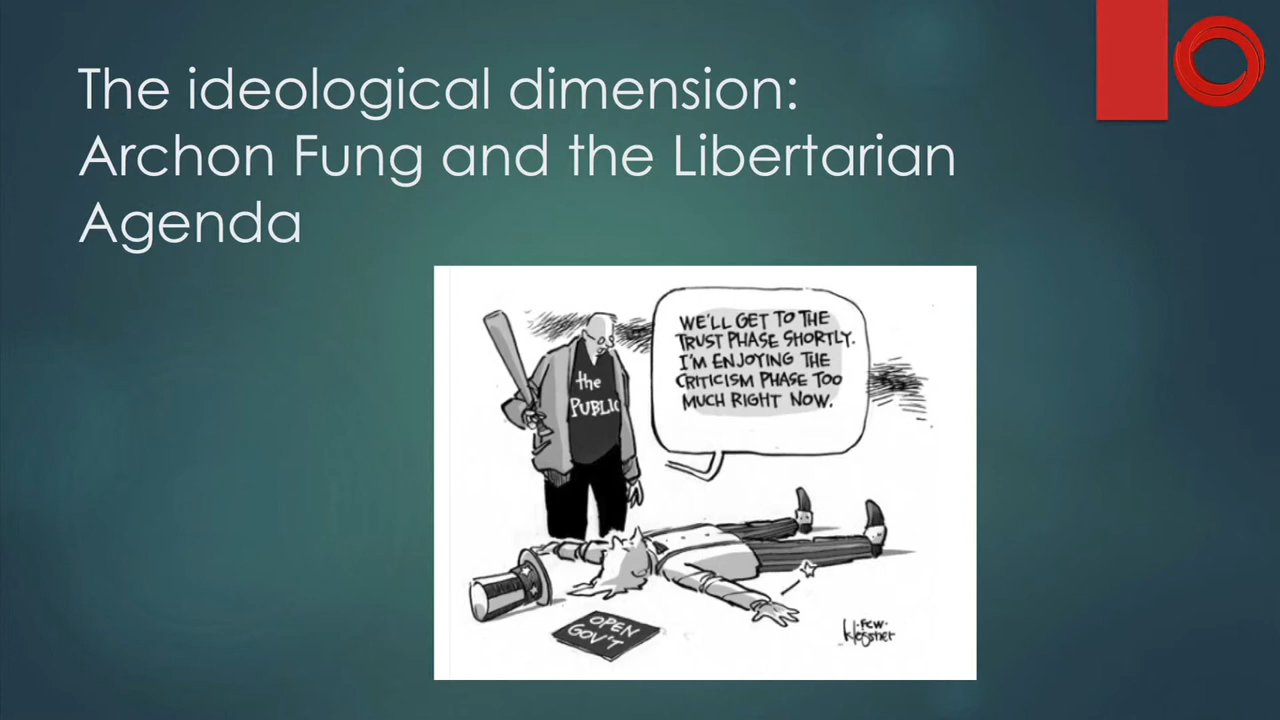 The ideological dimension:
Archon Fung and the Libertarian
Agenda
WE'LL GET TO THE
TRUST PHASE SHORTLY.
I'M ENJOYING THE
CRITICISM PHASE TOO
MUCH RIGHT NOW.
the
PUBLIC
OPEN
GOV'T
FCW